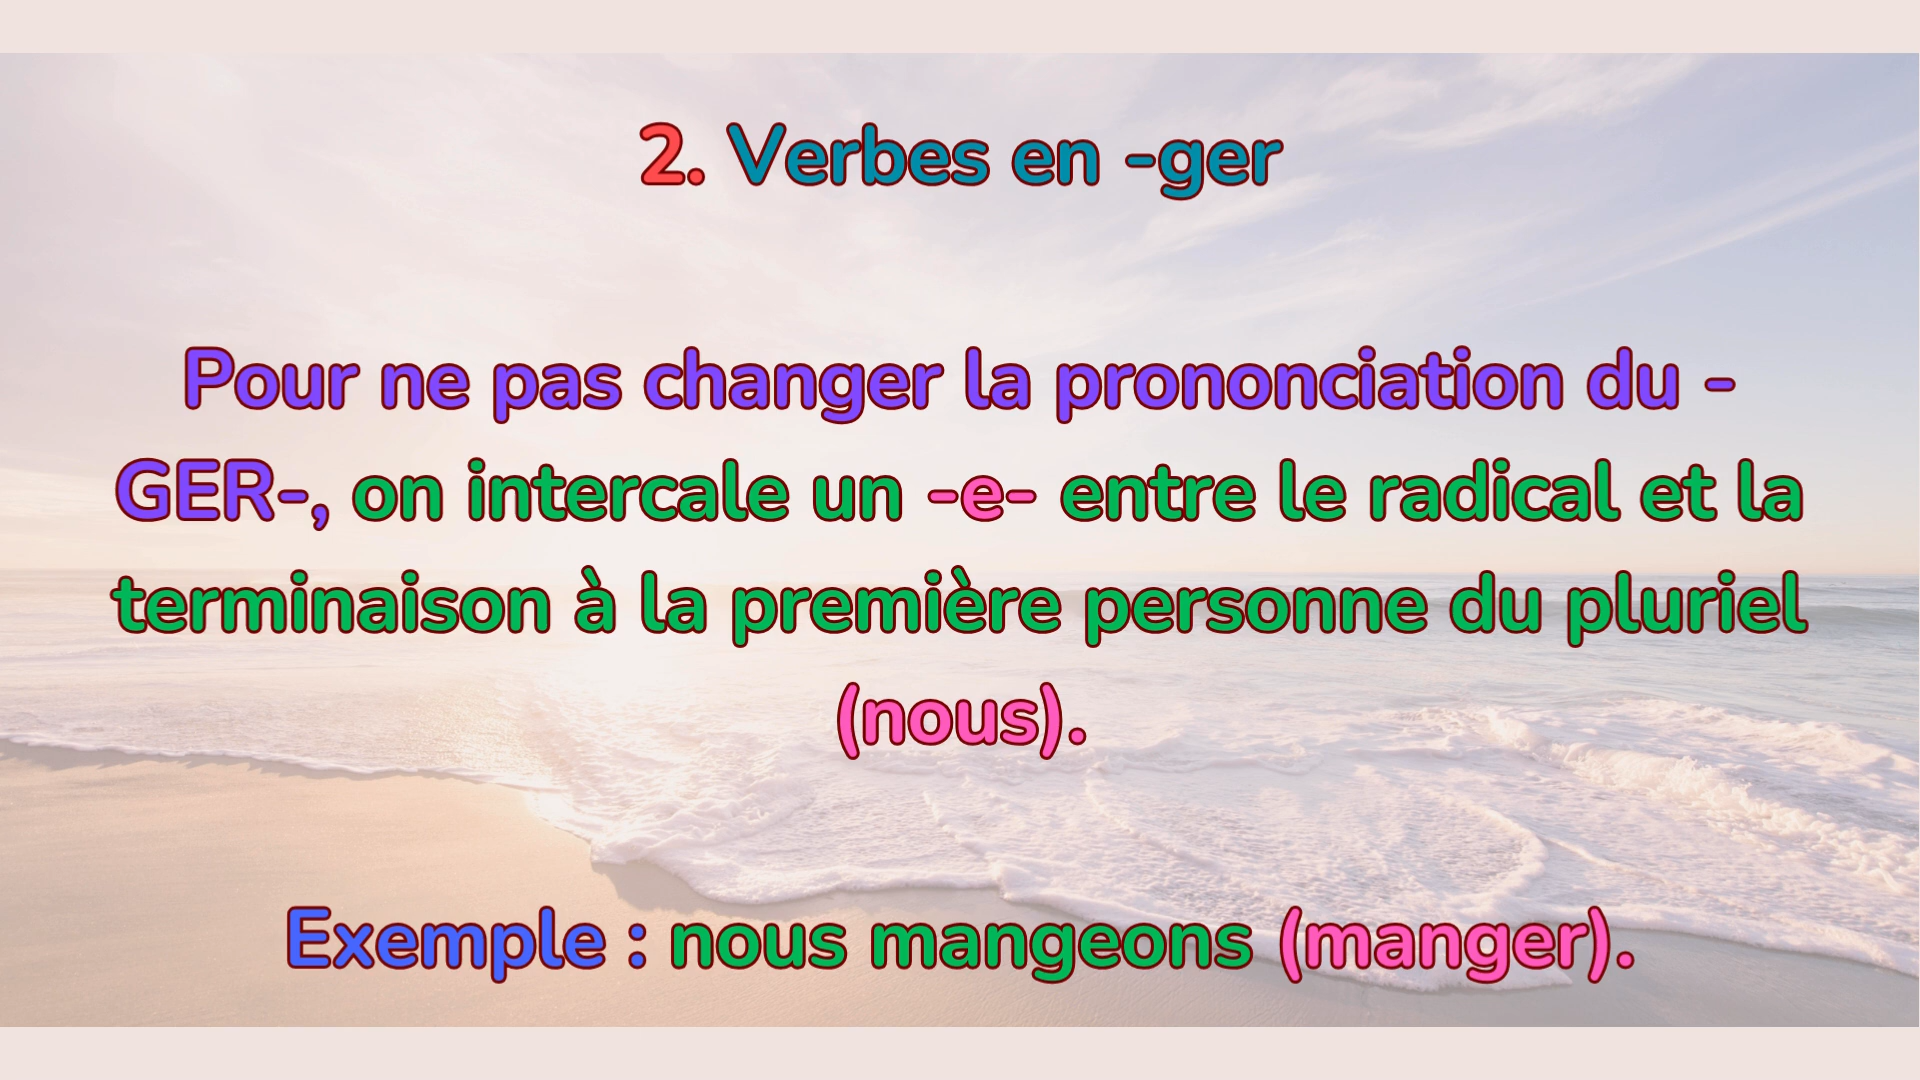 2. Verbes en -ger
Pour ne pas changer la prononciation du -
GER-, on intercale un -e- entre le radical et la
terminaison à la première personne du pluriel
(nous).
Exemple : nous mangeons (manger).